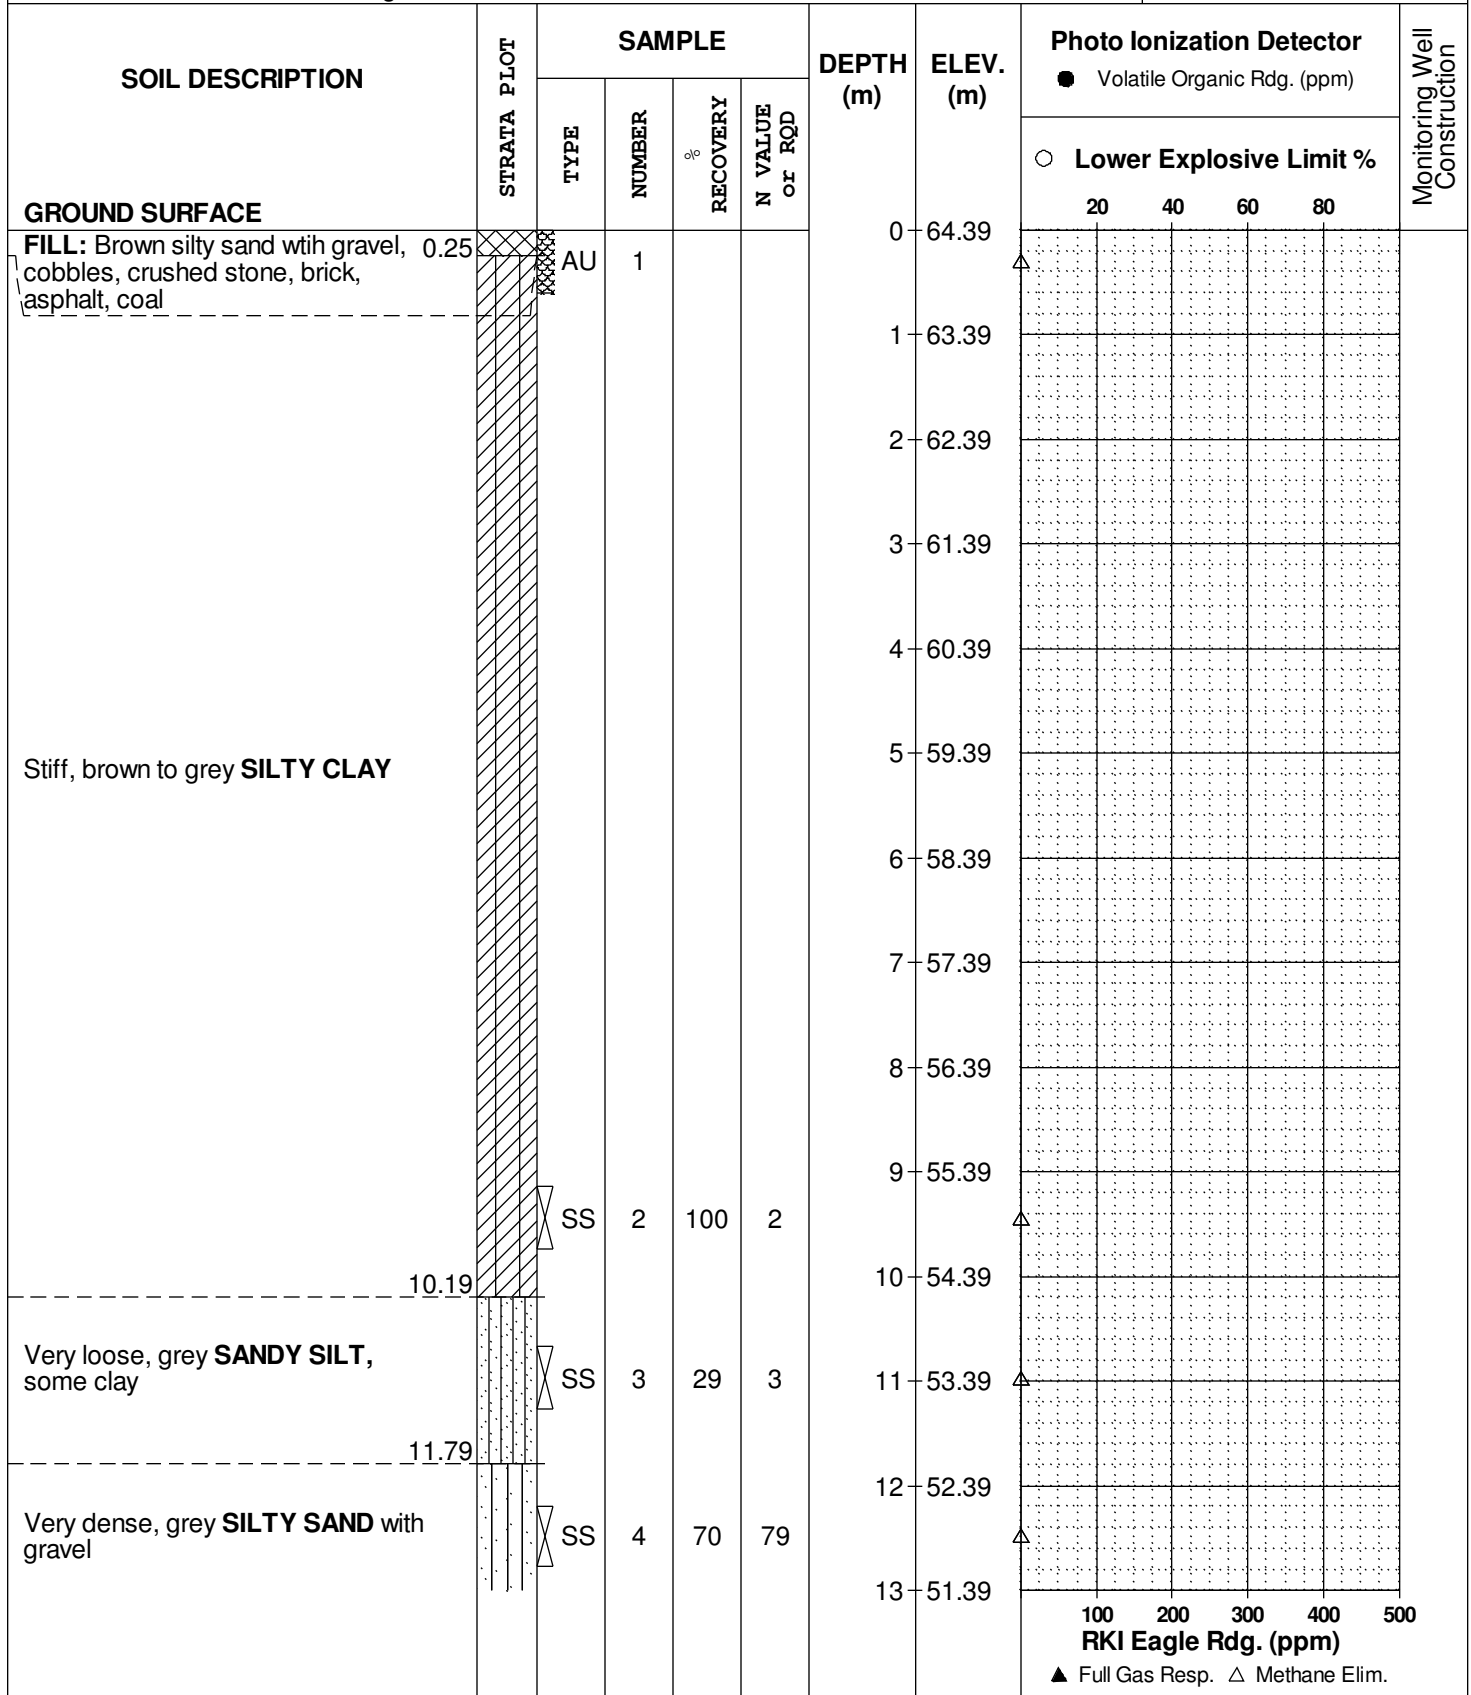 SOIL DESCRIPTION
STRATA PLOT
SAMPLE
TYPE
NUMBER
%
RECOVERY
N VALUE
or RQD
DEPTH
(m)
ELEV.
(m)
Photo Ionization Detector
● Volatile Organic Rdg. (ppm)
○ Lower Explosive Limit %
20 40 60 80
Monitoring Well
Construction
GROUND SURFACE
0 64.39
FILL: Brown silty sand wtih gravel, 0.25
cobbles, crushed stone, brick,
asphalt, coal
AU 1
1 63.39
2 62.39
3 61.39
4 60.39
5 59.39
Stiff, brown to grey SILTY CLAY
6 58.39
7 57.39
8 56.39
9 55.39
SS 2 100 2
10 54.39
10.19
Very loose, grey SANDY SILT,
some clay
SS 3 29 3
11 53.39
11.79
12 52.39
Very dense, grey SILTY SAND with
gravel
SS 4 70 79
13 51.39
100 200 300 400 500
RKI Eagle Rdg. (ppm)
▲ Full Gas Resp. △ Methane Elim.